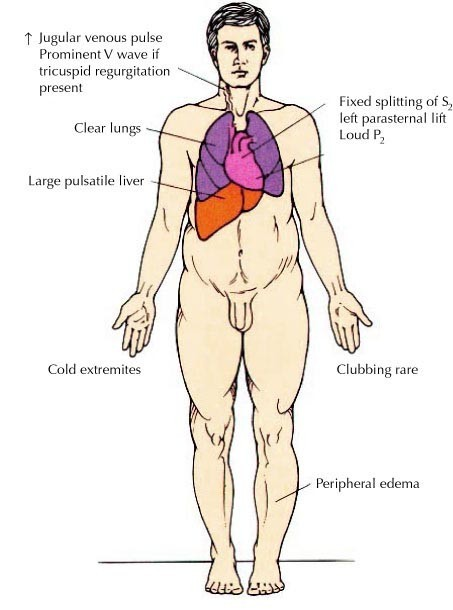 ↑ Jugular venous pulse
Prominent V wave if
tricuspid regurgitation
present
Fixed splitting of S₂
left parasternal lift
Loud P₂
Clear lungs
Large pulsatile liver
Cold extremites
Clubbing rare
Peripheral edema